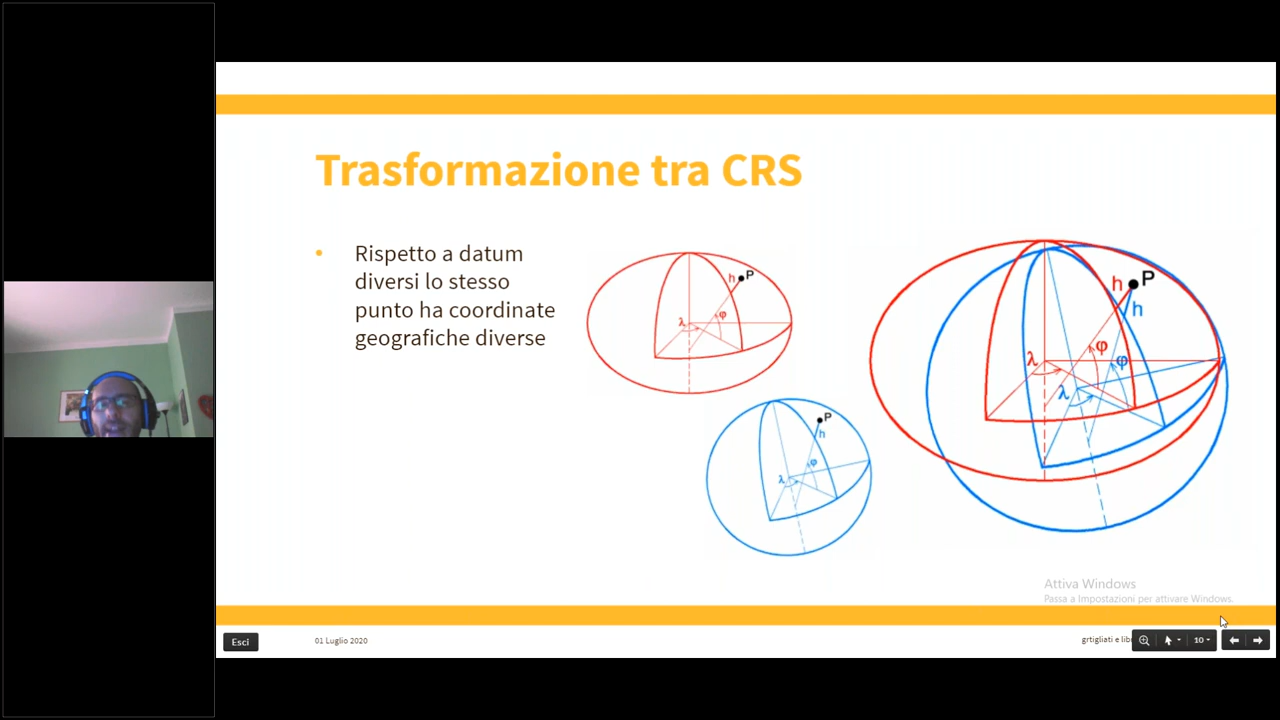 Trasformazione tra CRS
• Rispetto a datum
diversi lo stesso
punto ha coordinate
geografiche diverse
h P
λ φ
P
h
φ
λ
h P
h
φ
λ φ
λ
Attiva Windows
Passa a Impostazioni per attivare Windows.
Esci
01 Luglio 2020
grtigliati e
10